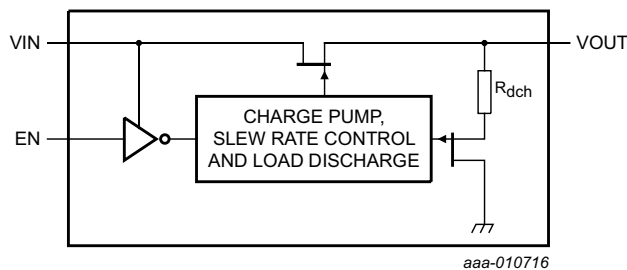 VIN
VOUT
Rdch
EN
CHARGE PUMP,
SLEW RATE CONTROL
AND LOAD DISCHARGE
aaa-010716